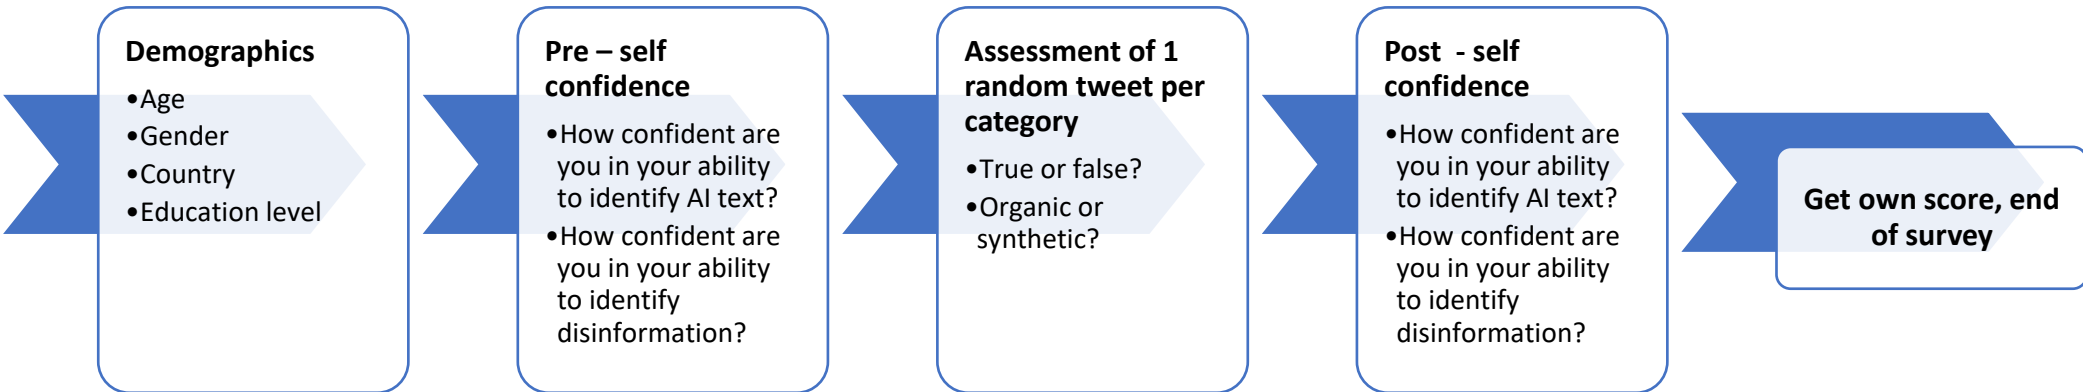 Demographics
•Age
•Gender
•Country
•Education level
Pre – self
confidence
•How confident are
you in your ability
to identify AI text?
•How confident are
you in your ability
to identify
disinformation?
Assessment of 1
random tweet per
category
•True or false?
•Organic or
synthetic?
Post  - self
confidence
•How confident are
you in your ability
to identify AI text?
•How confident are
you in your ability
to identify
disinformation?
Get own score, end
of survey